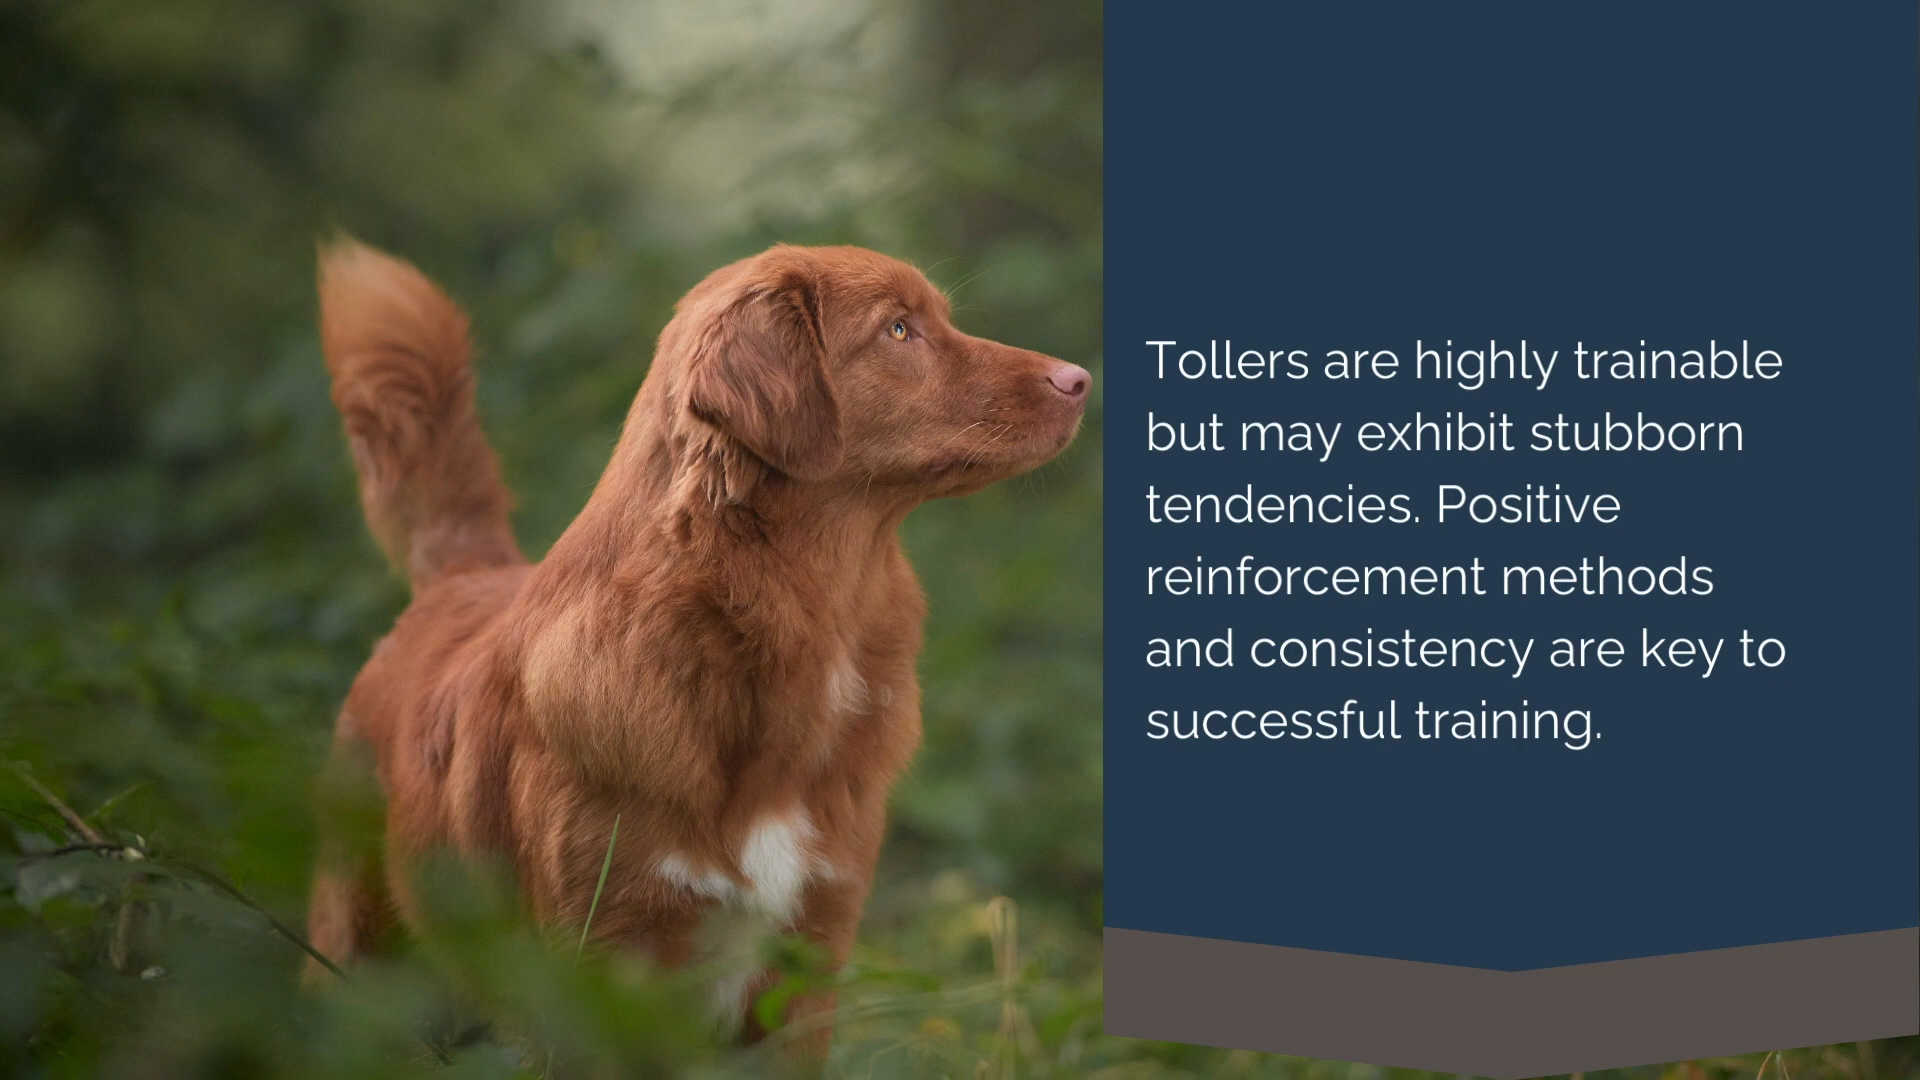 Tollers are highly trainable
but may exhibit stubborn
tendencies. Positive
reinforcement methods
and consistency are key to
successful training.